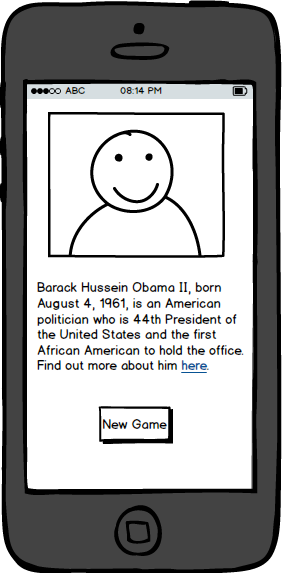 ABC 08:14 PM
Barack Hussein Obama II, born
August 4, 1961, is an American
politician who is 44th President of
the United States and the first
African American to hold the office.
Find out more about him here.
New Game